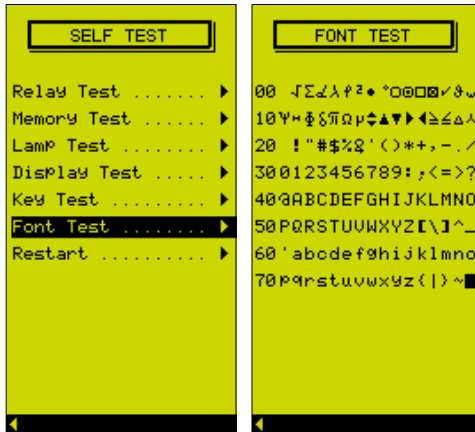 SELF TEST
Relay Test ....... ▶
Memory Test ...... ▶
Lamp Test ........ ▶
Display Test ..... ▶
Key Test ......... ▶
Font Test ........ ▶
Restart .......... ▶
FONT TEST
00
10
20 !"#$%&'()*+,-./
30 0123456789:;<=>?
40 @ABCDEFGHIJKLMNO
50 PQRSTUVWXYZ[\]^_
60 'abcdefghijklmno
70 pqrstuvwxyz{|}~■